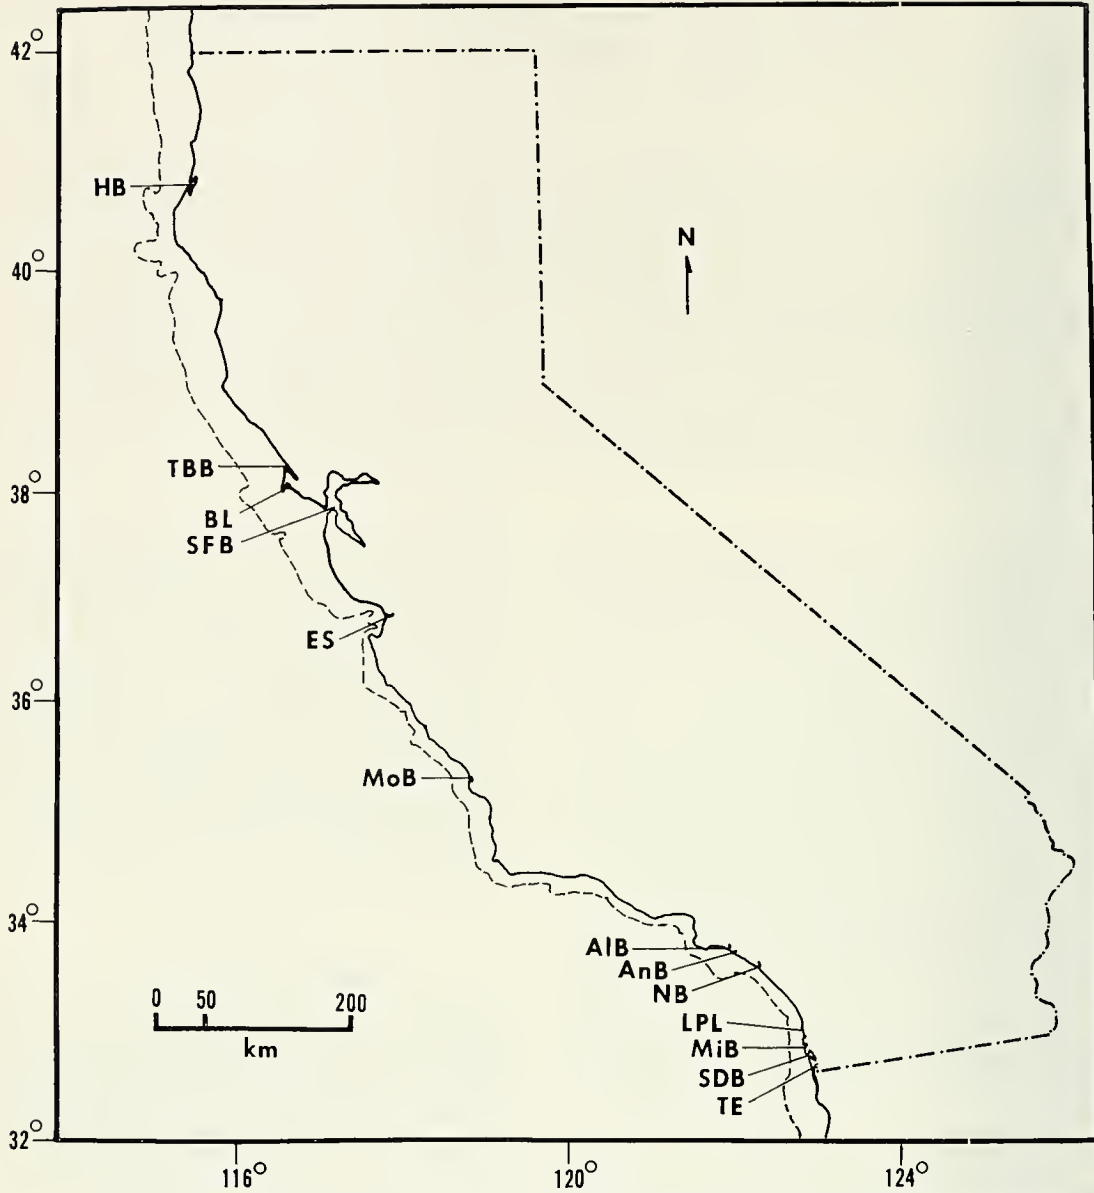 42°
HB
N
40°
TBB
38°
BL
SFB
ES
36°
MoB
34°
AlB
AnB
NB
0 50 200
km
LPL
MiB
SDB
TE
32°
116° 120° 124°